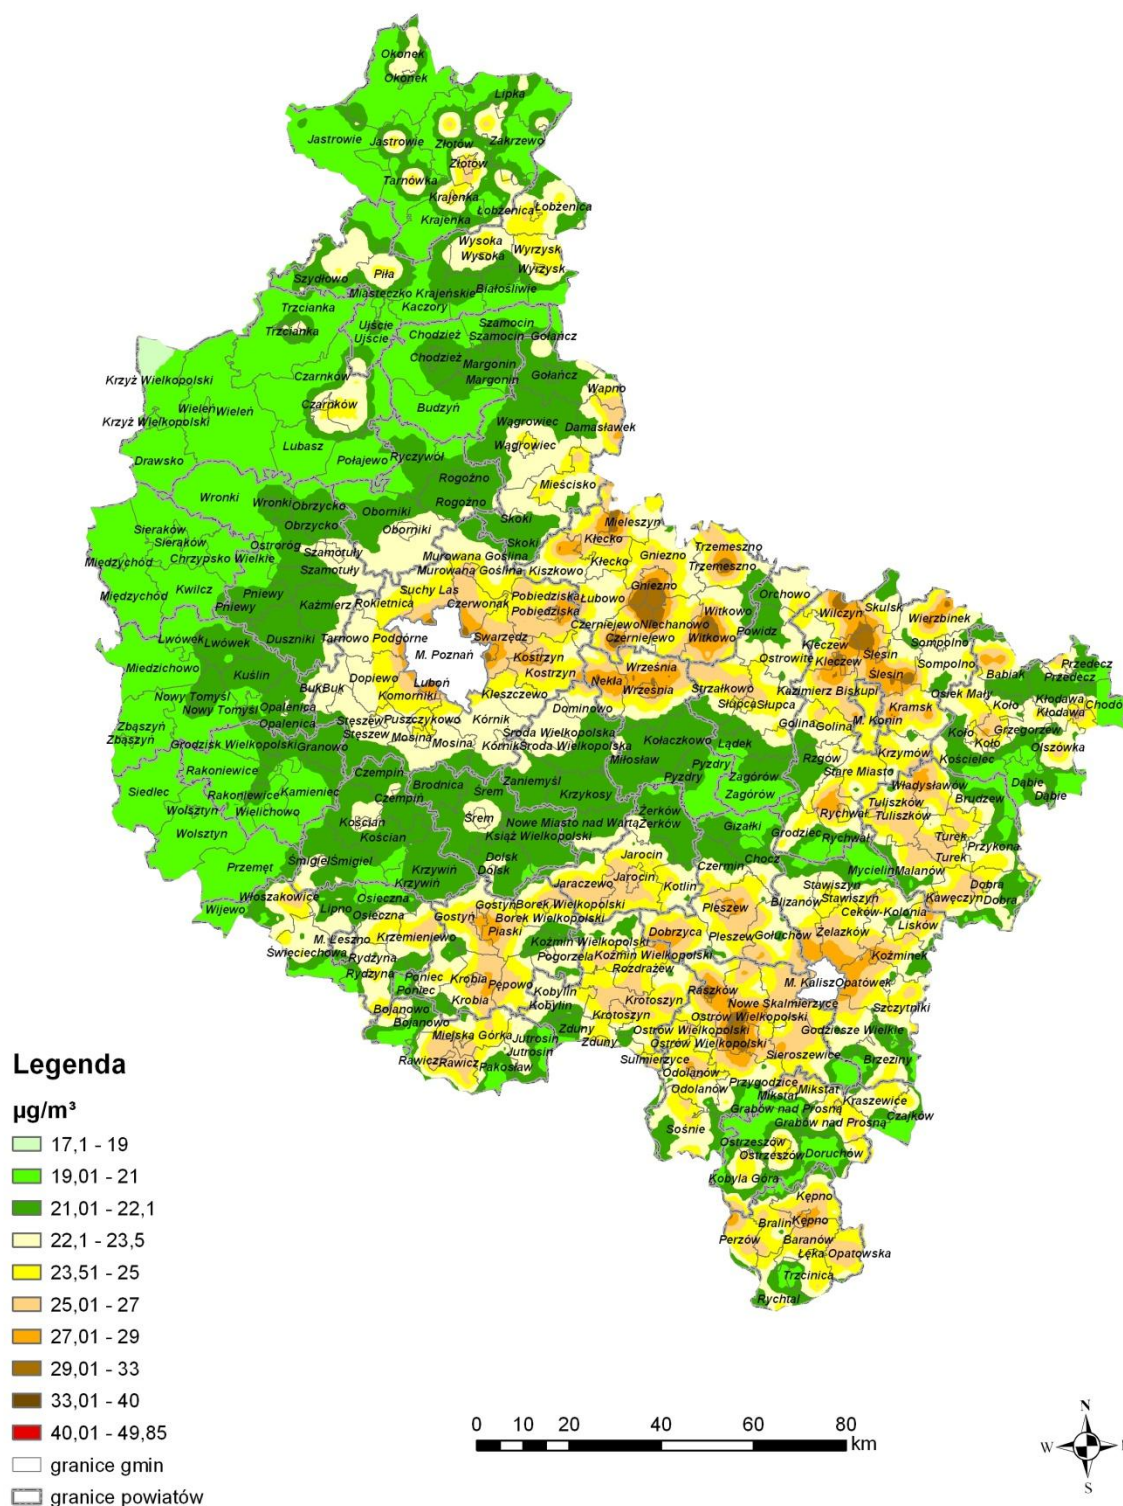 Okonek
Okonek
Lipka
Jastrowie
Jastrowie
Złotów
Zakrzewo
Złotów
Tarnówka
Krajenka
Łobżenica
Łobżenica
Krajenka
Wysoka
Wysoka
Wyrzysk
Wyrzysk
Szydłowo
Piła
Miasteczko Krajeńskie
Białośliwie
Kaczory
Trzcianka
Trzcianka
Ujście
Ujście
Chodzież
Szamocin
Szamocin
Gołańcz
Chodzież
Margonin
Margonin
Gołańcz
Krzyż Wielkopolski
Czarnków
Wapno
Wieleń
Wieleń
Czarnków
Budzyń
Krzyż Wielkopolski
Wągrowiec
Damasławek
Lubasz
Wągrowiec
Drawsko
Połajewo
Ryczywół
Rogoźno
Mieścisko
Wronki
Wronki
Obrzycko
Oborniki
Rogoźno
Sieraków
Sieraków
Obrzycko
Oborniki
Skoki
Skoki
Mieleszyn
Kłecko
Ostroróg
Szamotuły
Murowana Goślina
Gniezno
Trzemeszno
Międzychód
Chrzypsko Wielkie
Szamotuły
Murowana Goślina
Kiszkowo
Kłecko
Trzemeszno
Międzychód
Kwilcz
Pniewy
Pniewy
Kaźmierz
Rokietnica
Suchy Las
Czerwonak
Pobiedziska
Pobiedziska
Łubowo
Gniezno
Witkowo
Orchowo
Wilczyn
Skulsk
Wierzbinek
Lwówek
Lwówek
Duszniki
Tarnowo Podgórne
M. Poznań
Swarzędz
Czerniejewo
Niechanowo
Czerniejewo
Witkowo
Powidz
Kleczew
Ślesin
Sompolno
Miedzichowo
Kuślin
Dopiewo
Luboń
Kostrzyn
Kostrzyn
Września
Ostrowite
Kleczew
Ślesin
Sompolno
Babiak
Przedecz
Przedecz
Nowy Tomyśl
Nowy Tomyśl
Opalenica
Buk
Buk
Komorniki
Kleszczewo
Nekla
Września
Strzałkowo
Kazimierz Biskupi
Kramsk
Osiek Mały
Koło
Kłodawa
Kłodawa
Zbąszyń
Zbąszyń
Opalenica
Stęszew
Stęszew
Puszczykowo
Mosina
Mosina
Kórnik
Kórnik
Dominowo
Słupca
Słupca
Golina
Golina
M. Konin
Koło
Koło
Grzegorzew
Grodzisk Wielkopolski
Granowo
Środa Wielkopolska
Środa Wielkopolska
Kołaczkowo
Lądek
Krzymów
Kościelec
Olszówka
Rakoniewice
Miłosław
Pyzdry
Pyzdry
Rzgów
Stare Miasto
Siedlec
Rakoniewice
Kamieniec
Czempiń
Czempiń
Brodnica
Zaniemyśl
Zagórów
Zagórów
Władysławów
Dąbie
Dąbie
Wolsztyn
Wielichowo
Śrem
Śrem
Krzykosy
Rychwał
Tuliszków
Tuliszków
Brudzew
Wolsztyn
Kościan
Kościan
Nowe Miasto nad Wartą
Żerków
Żerków
Gizałki
Grodziec
Rychwał
Turek
Turek
Przykona
Książ Wielkopolski
Przemęt
Śmigiel
Śmigiel
Krzywiń
Krzywiń
Dolsk
Dolsk
Jarocin
Czermin
Chocz
Mycielin
Malanów
Dobra
Dobra
Włoszakowice
Osieczna
Osieczna
Jaraczewo
Jarocin
Kotlin
Stawiszyn
Stawiszyn
Blizanów
Kawęczyn
Wijewo
Lipno
Gostyń
Gostyń
Borek Wielkopolski
Borek Wielkopolski
Pleszew
Ceków-Kolonia
Lisków
M. Leszno
Święciechowa
Krzemieniewo
Piaski
Koźmin Wielkopolski
Koźmin Wielkopolski
Dobrzyca
Pleszew
Gołuchów
Żelazków
Koźminek
Rydzyna
Rydzyna
Pogorzela
Rozdrażew
Poniec
Poniec
Krobia
Krobia
Pępowo
Kobylin
Kobylin
Krotoszyn
Krotoszyn
Raszków
M. Kalisz
Opatówek
Nowe Skalmierzyce
Szczytniki
Bojanowo
Bojanowo
Miejska Górka
Jutrosin
Jutrosin
Zduny
Zduny
Ostrów Wielkopolski
Ostrów Wielkopolski
Ostrów Wielkopolski
Godziesze Wielkie
Rawicz
Rawicz
Pakosław
Sulmierzyce
Sieroszewice
Brzeziny
Odolanów
Odolanów
Przygodzice
Mikstat
Mikstat
Kraszewice
Grabów nad Prosną
Grabów nad Prosną
Czajków
Sośnie
Ostrzeszów
Ostrzeszów
Doruchów
Kobyla Góra
Kępno
Bralin
Kępno
Perzów
Baranów
Łęka Opatowska
Trzcinica
Rychtal
Legenda
µg/m³
17,1 - 19
19,01 - 21
21,01 - 22,1
22,1 - 23,5
23,51 - 25
25,01 - 27
27,01 - 29
29,01 - 33
33,01 - 40
40,01 - 49,85
granice gmin
granice powiatów
0 10 20 40 60 80
km
N
W
S